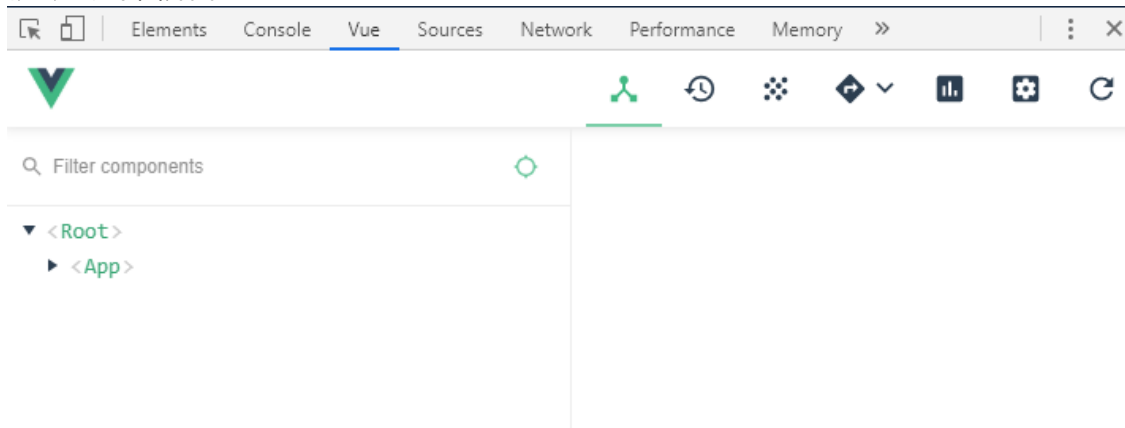 Elements Console Vue Sources Network Performance Memory »
Filter components
▼ <Root>
▶ <App>